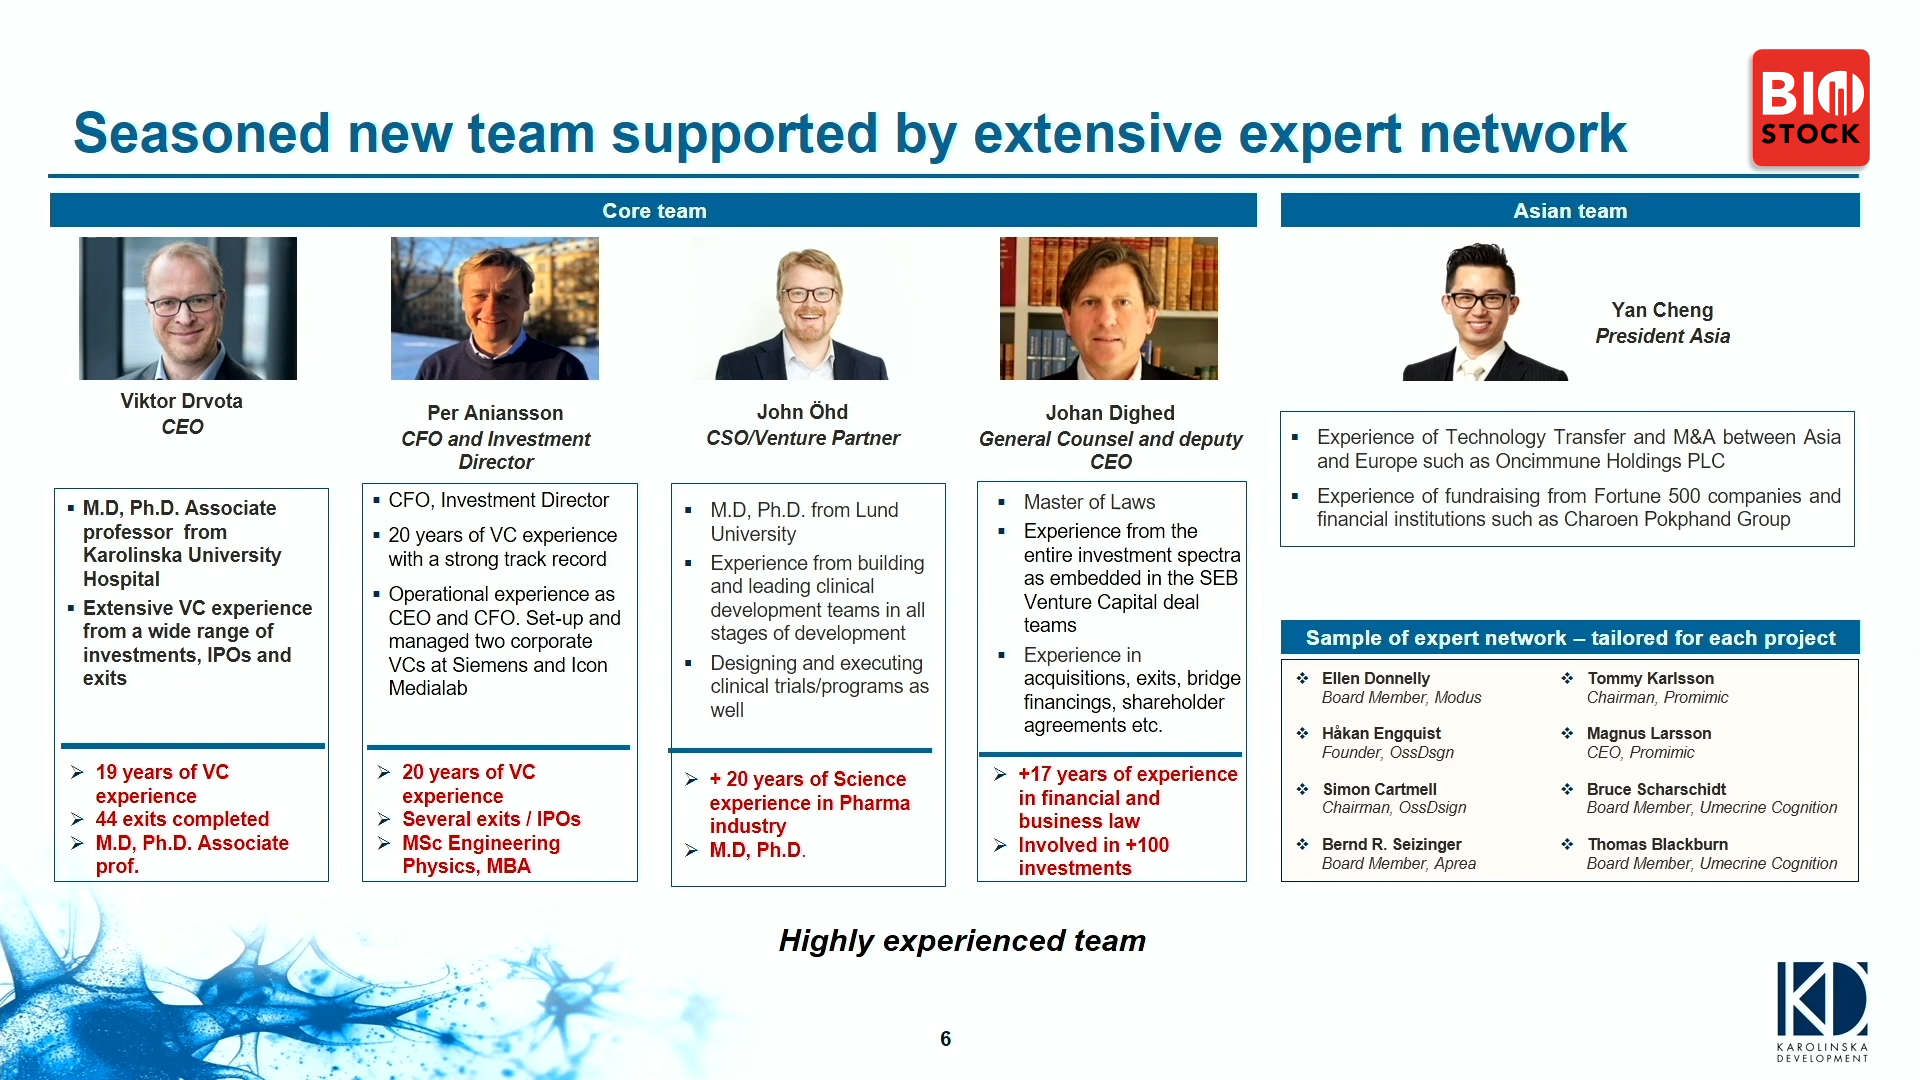 BIO
STOCK
Seasoned new team supported by extensive expert network
Core team
Viktor Drvota
CEO
▪ M.D, Ph.D. Associate
professor from
Karolinska University
Hospital
▪ Extensive VC experience
from a wide range of
investments, IPOs and
exits
➢ 19 years of VC
experience
➢ 44 exits completed
➢ M.D, Ph.D. Associate
prof.
Per Aniansson
CFO and Investment
Director
▪ CFO, Investment Director
▪ 20 years of VC experience
with a strong track record
▪ Operational experience as
CEO and CFO. Set-up and
managed two corporate
VCs at Siemens and Icon
Medialab
➢ 20 years of VC
experience
➢ Several exits / IPOs
➢ MSc Engineering
Physics, MBA
John Öhd
CSO/Venture Partner
▪ M.D, Ph.D. from Lund
University
▪ Experience from building
and leading clinical
development teams in all
stages of development
▪ Designing and executing
clinical trials/programs as
well
➢ + 20 years of Science
experience in Pharma
industry
➢ M.D, Ph.D.
Johan Dighed
General Counsel and deputy
CEO
▪ Master of Laws
▪ Experience from the
entire investment spectra
as embedded in the SEB
Venture Capital deal
teams
▪ Experience in
acquisitions, exits, bridge
financings, shareholder
agreements etc.
➢ +17 years of experience
in financial and
business law
➢ Involved in +100
investments
Asian team
Yan Cheng
President Asia
▪ Experience of Technology Transfer and M&A between Asia
and Europe such as Oncimmune Holdings PLC
▪ Experience of fundraising from Fortune 500 companies and
financial institutions such as Charoen Pokphand Group
Sample of expert network – tailored for each project
❖ Ellen Donnelly
Board Member, Modus
❖ Håkan Engquist
Founder, OssDsgn
❖ Simon Cartmell
Chairman, OssDsign
❖ Bernd R. Seizinger
Board Member, Aprea
❖ Tommy Karlsson
Chairman, Promimic
❖ Magnus Larsson
CEO, Promimic
❖ Bruce Scharschidt
Board Member, Umecrine Cognition
❖ Thomas Blackburn
Board Member, Umecrine Cognition
Highly experienced team
6
KD
KAROLINSKA
DEVELOPMENT